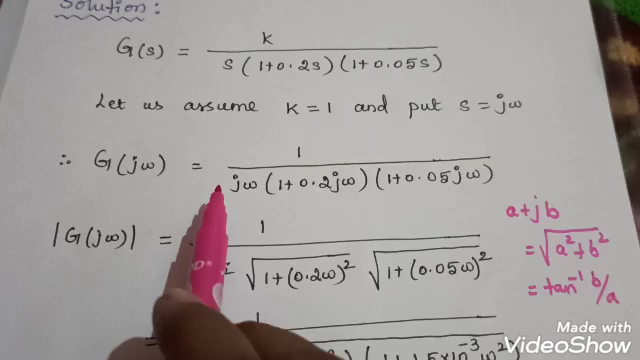 Solution:
G(s) = K / s(1+0.2s)(1+0.05s)
Let us assume K = 1 and put s = jω
∴ G(jω) = 1 / jω(1+0.2jω)(1+0.05jω)
|G(jω)| = 1 / √1+(0.2ω)² √1+(0.05ω)²
a+jb
= √a²+b²
= tan⁻¹ b/a
= 1
Made with
VideoShow